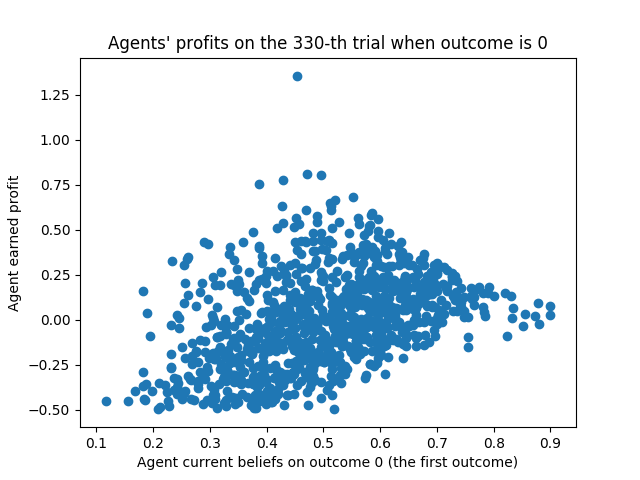 Agents' profits on the 330-th trial when outcome is 0
1.25
1.00
0.75
0.50
0.25
0.00
−0.25
−0.50
Agent earned profit
0.1 0.2 0.3 0.4 0.5 0.6 0.7 0.8 0.9
Agent current beliefs on outcome 0 (the first outcome)